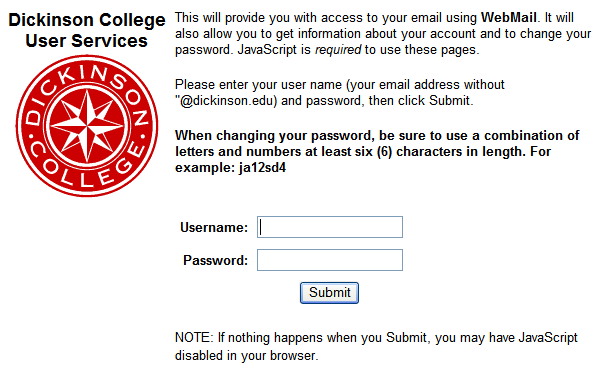 Dickinson College
User Services
DICKINSON
COLLEGE
This will provide you with access to your email using WebMail. It will
also allow you to get information about your account and to change your
password. JavaScript is required to use these pages.
Please enter your user name (your email address without
"@dickinson.edu) and password, then click Submit.
When changing your password, be sure to use a combination of
letters and numbers at least six (6) characters in length. For
example: ja12sd4
Username:
Password:
Submit
NOTE: If nothing happens when you Submit, you may have JavaScript
disabled in your browser.